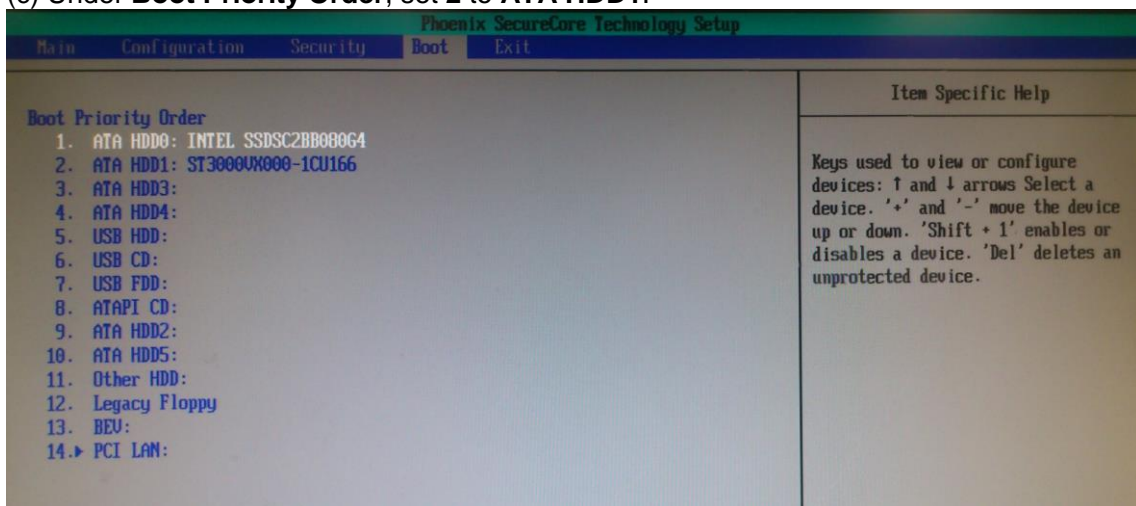 (c) Under Boot Priority Order, set 2 to ATA HDD1.
Phoenix SecureCore Technology Setup
Main Configuration Security Boot Exit
Boot Priority Order
1. ATA HDD0: INTEL SSDSC2BB080G4
2. ATA HDD1: ST3000VX000-1CU166
3. ATA HDD3:
4. ATA HDD4:
5. USB HDD:
6. USB CD:
7. USB FDD:
8. ATAPI CD:
9. ATA HDD2:
10. ATA HDD5:
11. Other HDD:
12. Legacy Floppy
13. BEV:
14. PCI LAN:
Item Specific Help
Keys used to view or configure
devices: ↑ and ↓ arrows Select a
device. '+' and '-' move the device
up or down. 'Shift + 1' enables or
disables a device. 'Del' deletes an
unprotected device.